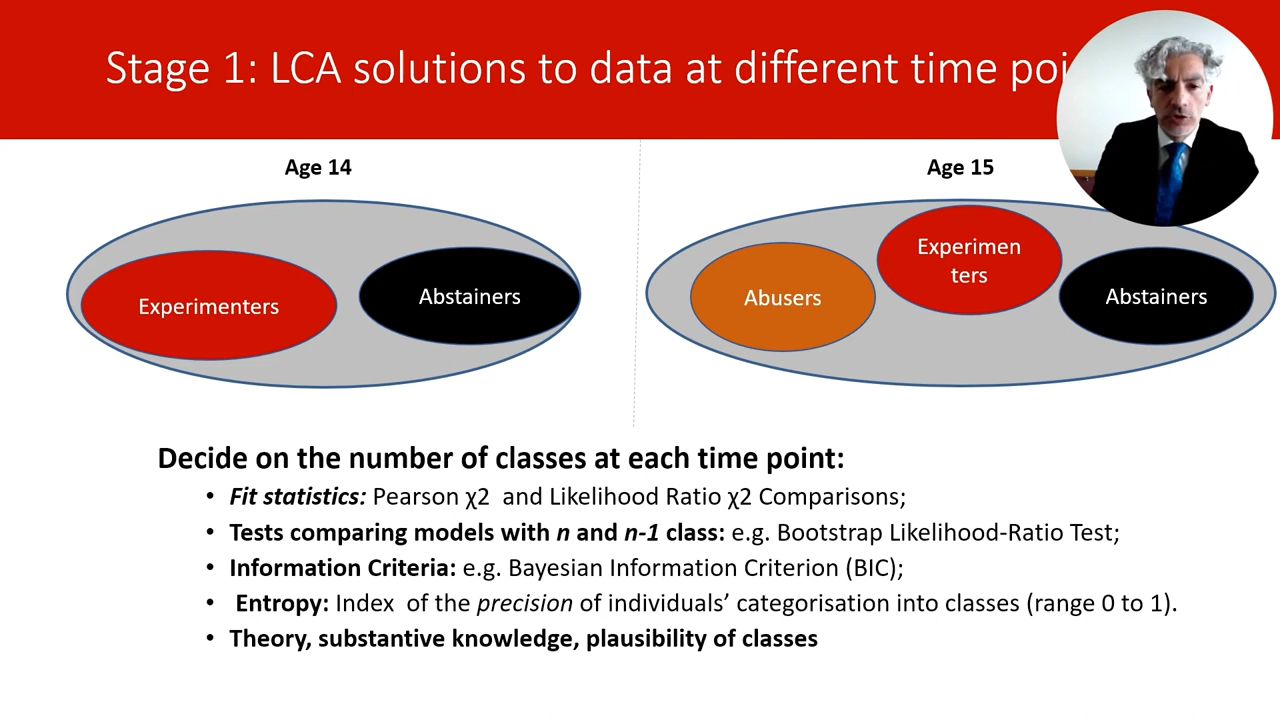 Stage 1: LCA solutions to data at different time
Age 14
Age 15
Experimenters
Abstainers
Abusers
Experimen
ters
Abstainers
Decide on the number of classes at each time point:
• Fit statistics: Pearson χ2 and Likelihood Ratio χ2 Comparisons;
• Tests comparing models with n and n-1 class: e.g. Bootstrap Likelihood-Ratio Test;
• Information Criteria: e.g. Bayesian Information Criterion (BIC);
• Entropy: Index of the precision of individuals’ categorisation into classes (range 0 to 1).
• Theory, substantive knowledge, plausibility of classes